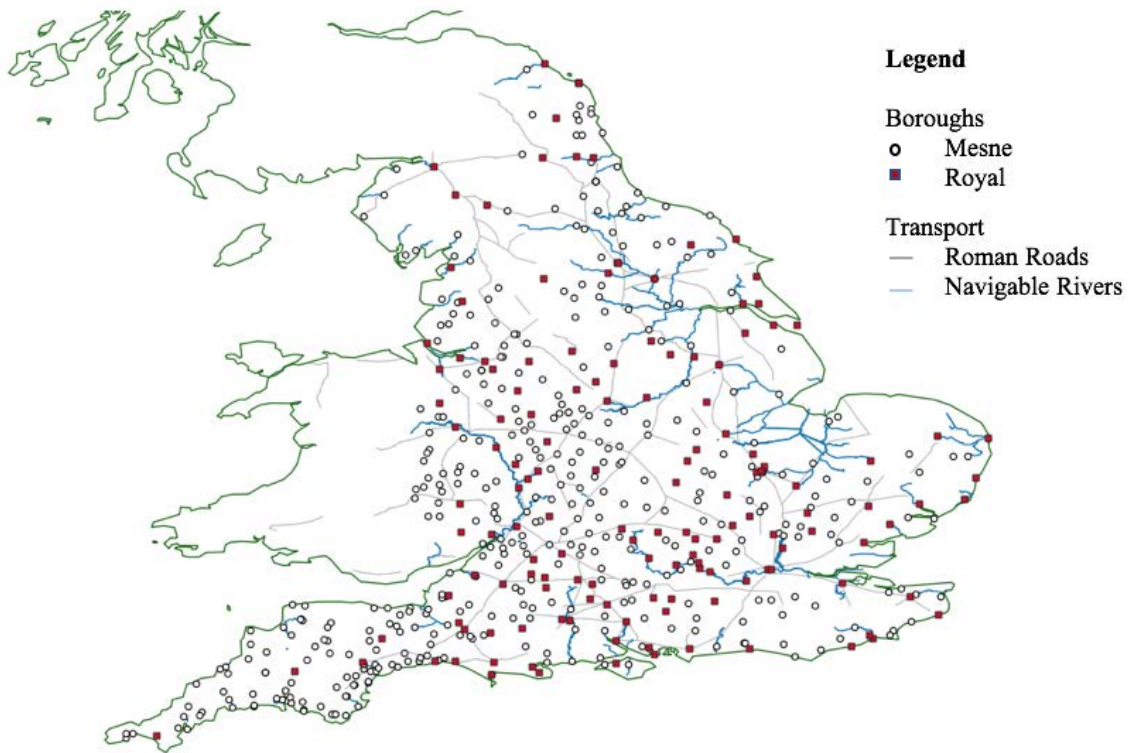 Legend
Boroughs
Mesne
Royal
Transport
Roman Roads
Navigable Rivers